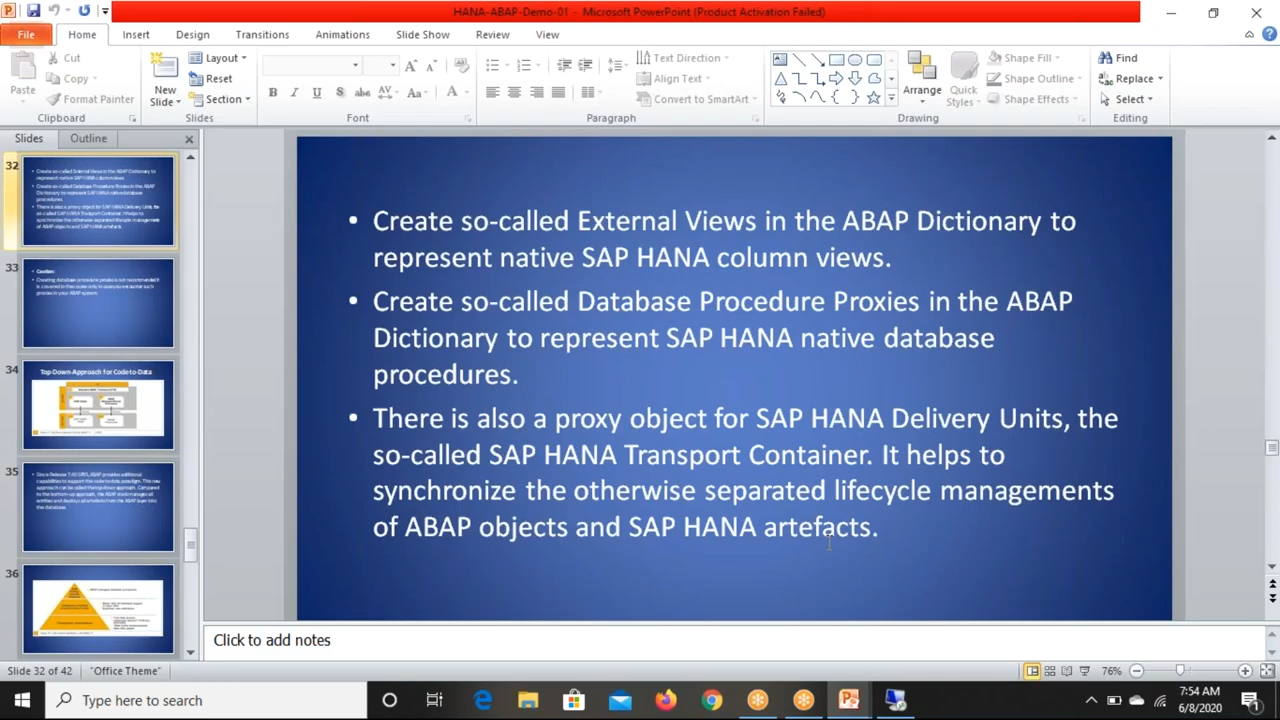 HANA-ABAP-Demo-01 - Microsoft PowerPoint (Product Activation Failed)
File Home Insert Design Transitions Animations Slide Show Review View
Cut
Copy
Format Painter
Paste
Clipboard
New
Slide
Layout
Reset
Section
Slides
Font
Text Direction
Align Text
Convert to SmartArt
Paragraph
Arrange
Quick
Styles
Shape Fill
Shape Outline
Shape Effects
Drawing
Find
Replace
Select
Editing
Slides Outline
32
33
Caution:
34
Top-Down-Approach for Code-to-Data
35
36
• Create so-called External Views in the ABAP Dictionary to
represent native SAP HANA column views.
• Create so-called Database Procedure Proxies in the ABAP
Dictionary to represent SAP HANA native database
procedures.
• There is also a proxy object for SAP HANA Delivery Units, the
so-called SAP HANA Transport Container. It helps to
synchronize the otherwise separate lifecycle managements
of ABAP objects and SAP HANA artefacts.
Click to add notes
Slide 32 of 42 "Office Theme" 76%
Type here to search
7:54 AM
6/8/2020